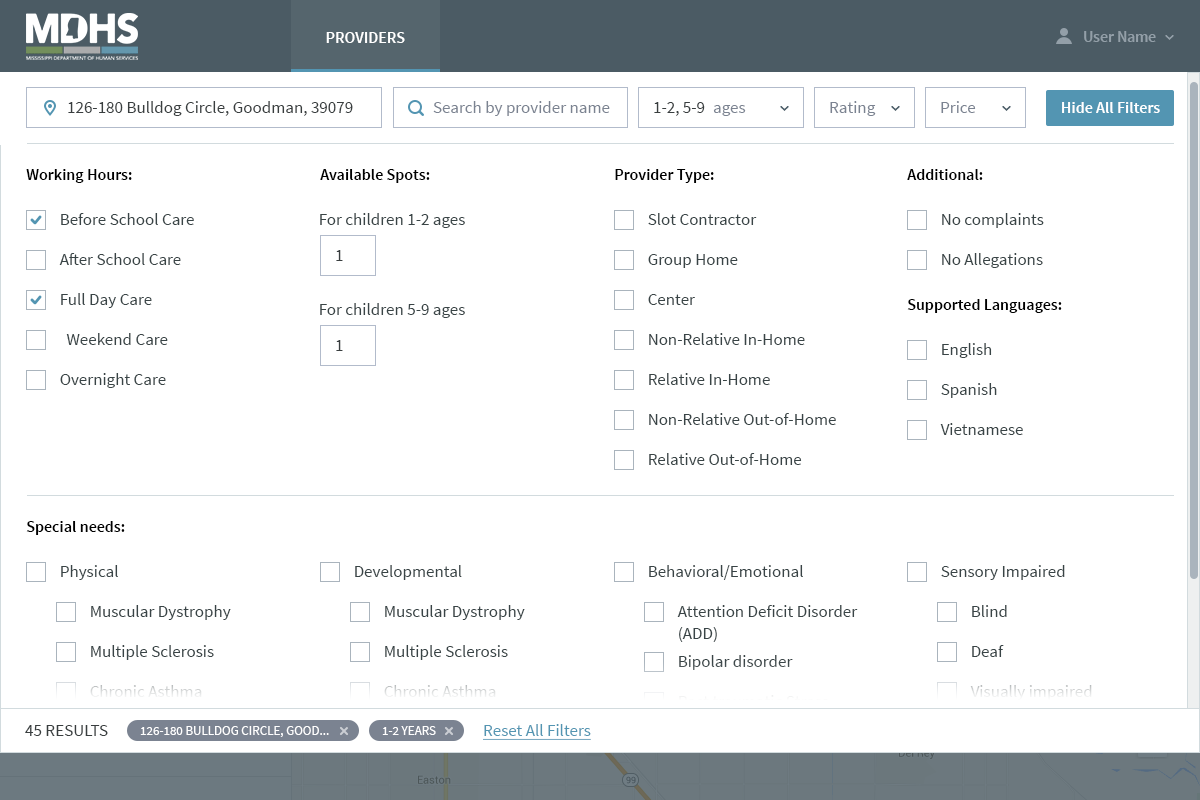 MDHS
MISSISSIPPI DEPARTMENT OF HUMAN SERVICES
PROVIDERS
User Name
126-180 Bulldog Circle, Goodman, 39079
Search by provider name
1-2, 5-9 ages
Rating
Price
Hide All Filters
Working Hours:
Before School Care
After School Care
Full Day Care
Weekend Care
Overnight Care
Available Spots:
For children 1-2 ages
1
For children 5-9 ages
1
Provider Type:
Slot Contractor
Group Home
Center
Non-Relative In-Home
Relative In-Home
Non-Relative Out-of-Home
Relative Out-of-Home
Additional:
No complaints
No Allegations
Supported Languages:
English
Spanish
Vietnamese
Special needs:
Physical
Muscular Dystrophy
Multiple Sclerosis
Chronic Asthma
Developmental
Muscular Dystrophy
Multiple Sclerosis
Chronic Asthma
Behavioral/Emotional
Attention Deficit Disorder
(ADD)
Bipolar disorder
Sensory Impaired
Blind
Deaf
Visually impaired
45 RESULTS
126-180 BULLDOG CIRCLE, GOOD...
1-2 YEARS
Reset All Filters
Easton
99